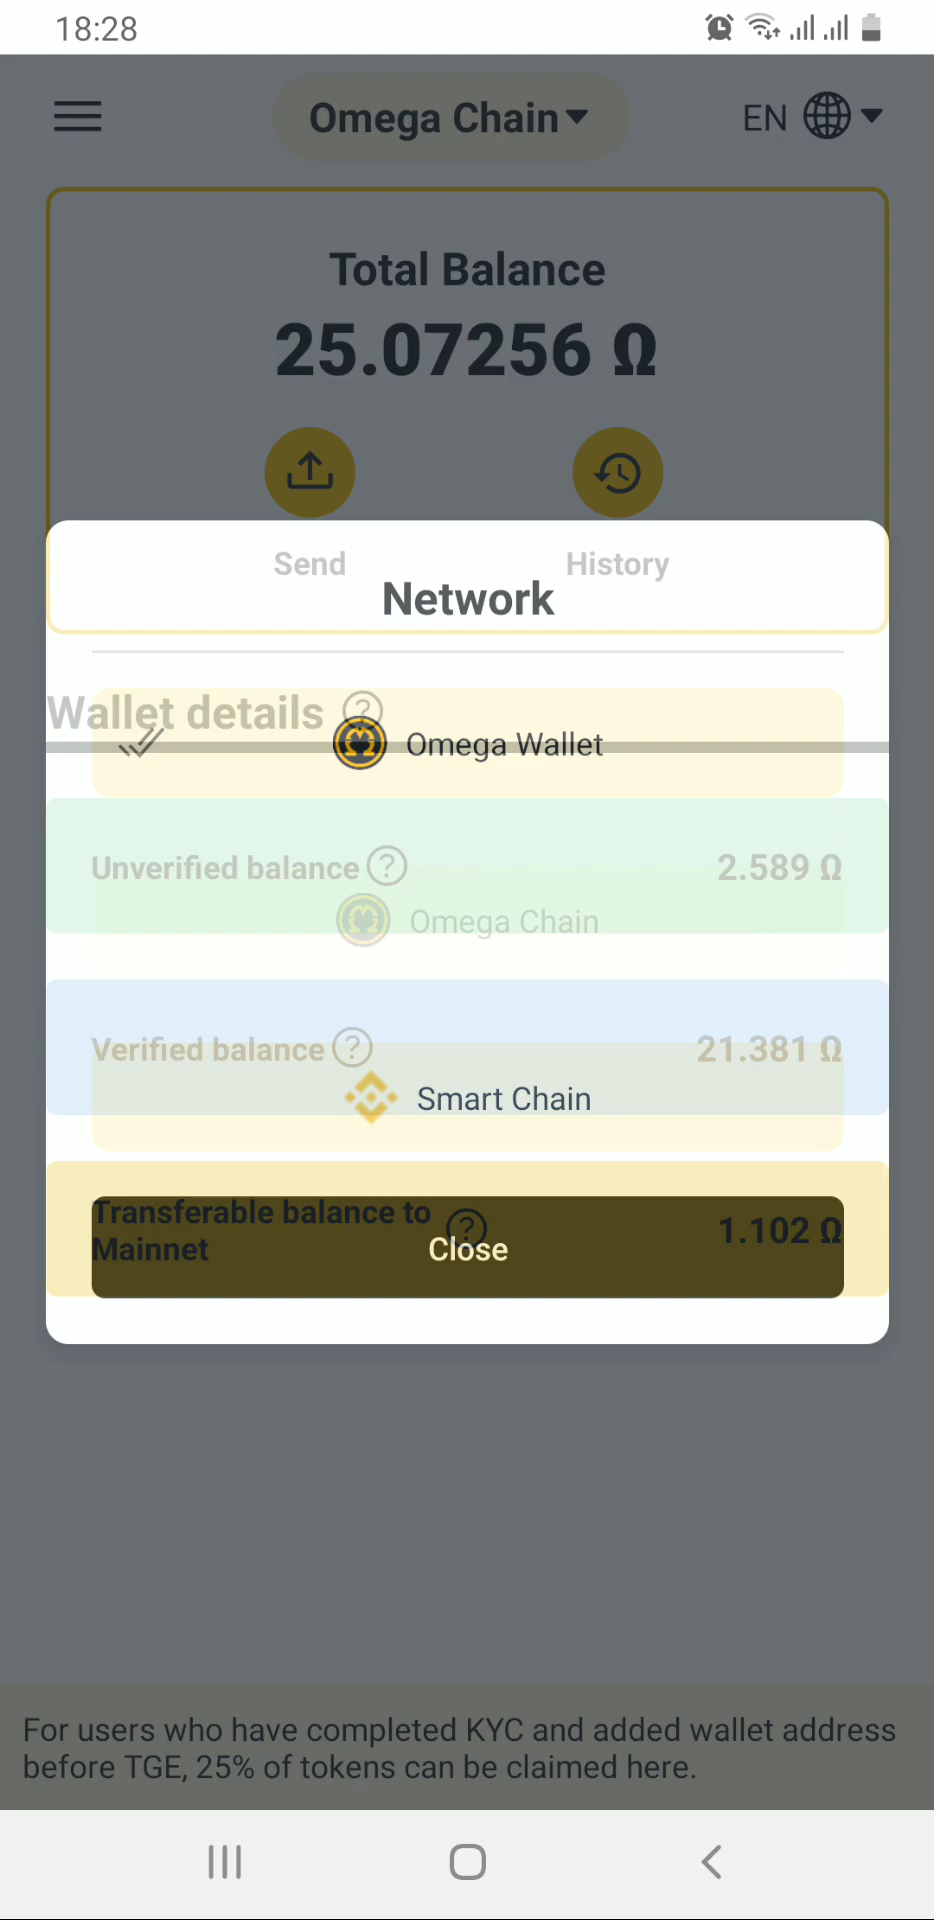 18:28
Omega Chain
EN
Total Balance
25.07256 Ω
Send
History
Network
Wallet details
Omega Wallet
Unverified balance
2.589 Ω
Omega Chain
Verified balance
21.381 Ω
Smart Chain
Transferable balance to
Mainnet
1.102 Ω
Close
For users who have completed KYC and added wallet address
before TGE, 25% of tokens can be claimed here.